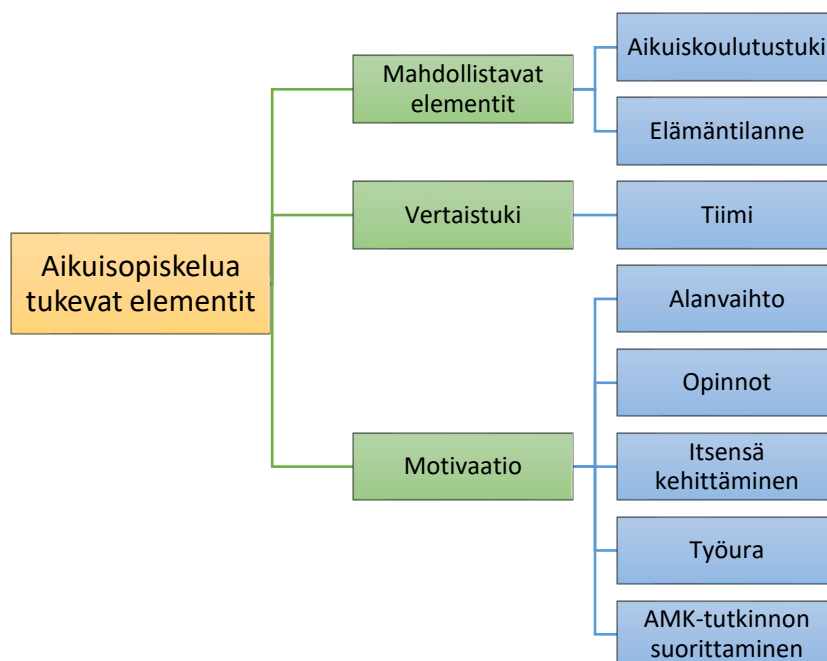 Aikuisopiskelua
tukevat elementit
Mahdollistavat
elementit
Aikuiskoulutustuki
Elämäntilanne
Vertaistuki
Tiimi
Motivaatio
Alanvaihto
Opinnot
Itsensä
kehittäminen
Työura
AMK-tutkinnon
suorittaminen